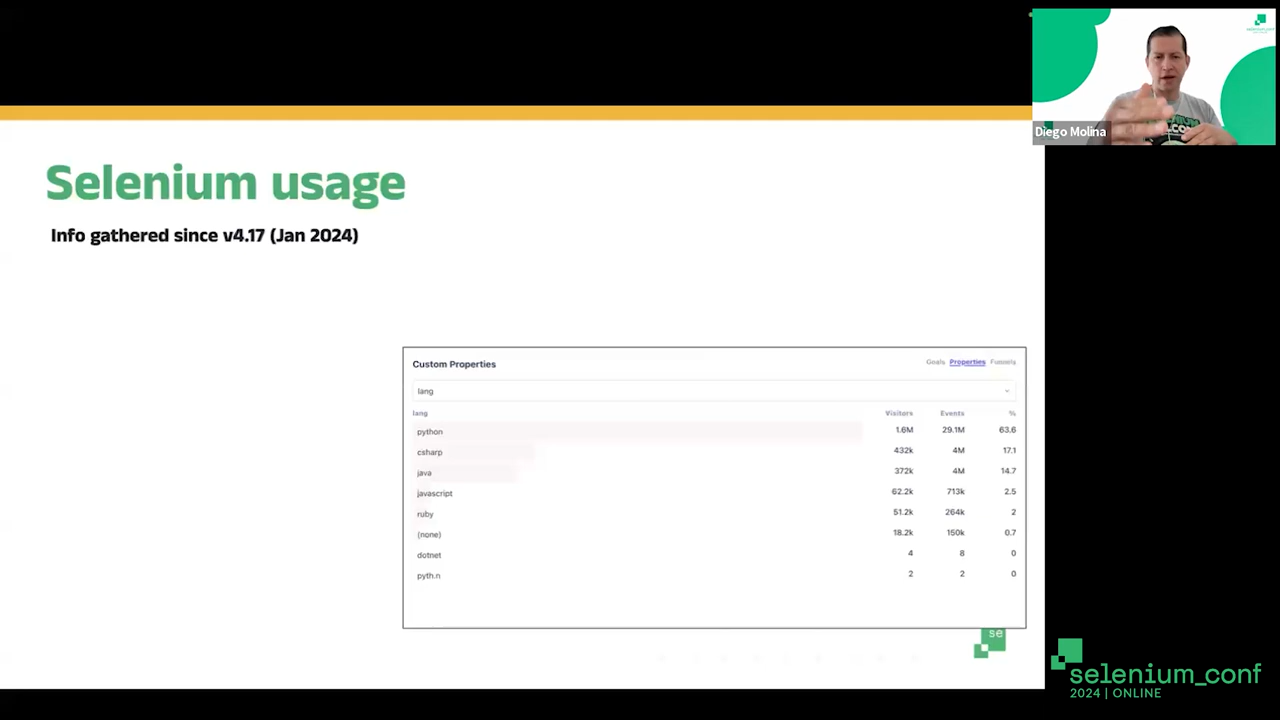 Selenium usage
Info gathered since v4.17 (Jan 2024)
Custom Properties
Goals Properties Funnels
lang
lang Visitors Events %
python 1.6M 29.1M 63.6
csharp 432k 4M 17.1
java 372k 4M 14.7
javascript 62.2k 713k 2.5
ruby 51.2k 264k 2
(none) 18.2k 150k 0.7
dotnet 4 8 0
pyth.n 2 2 0
se
Diego Molina
selenium_conf
2024 | ONLINE